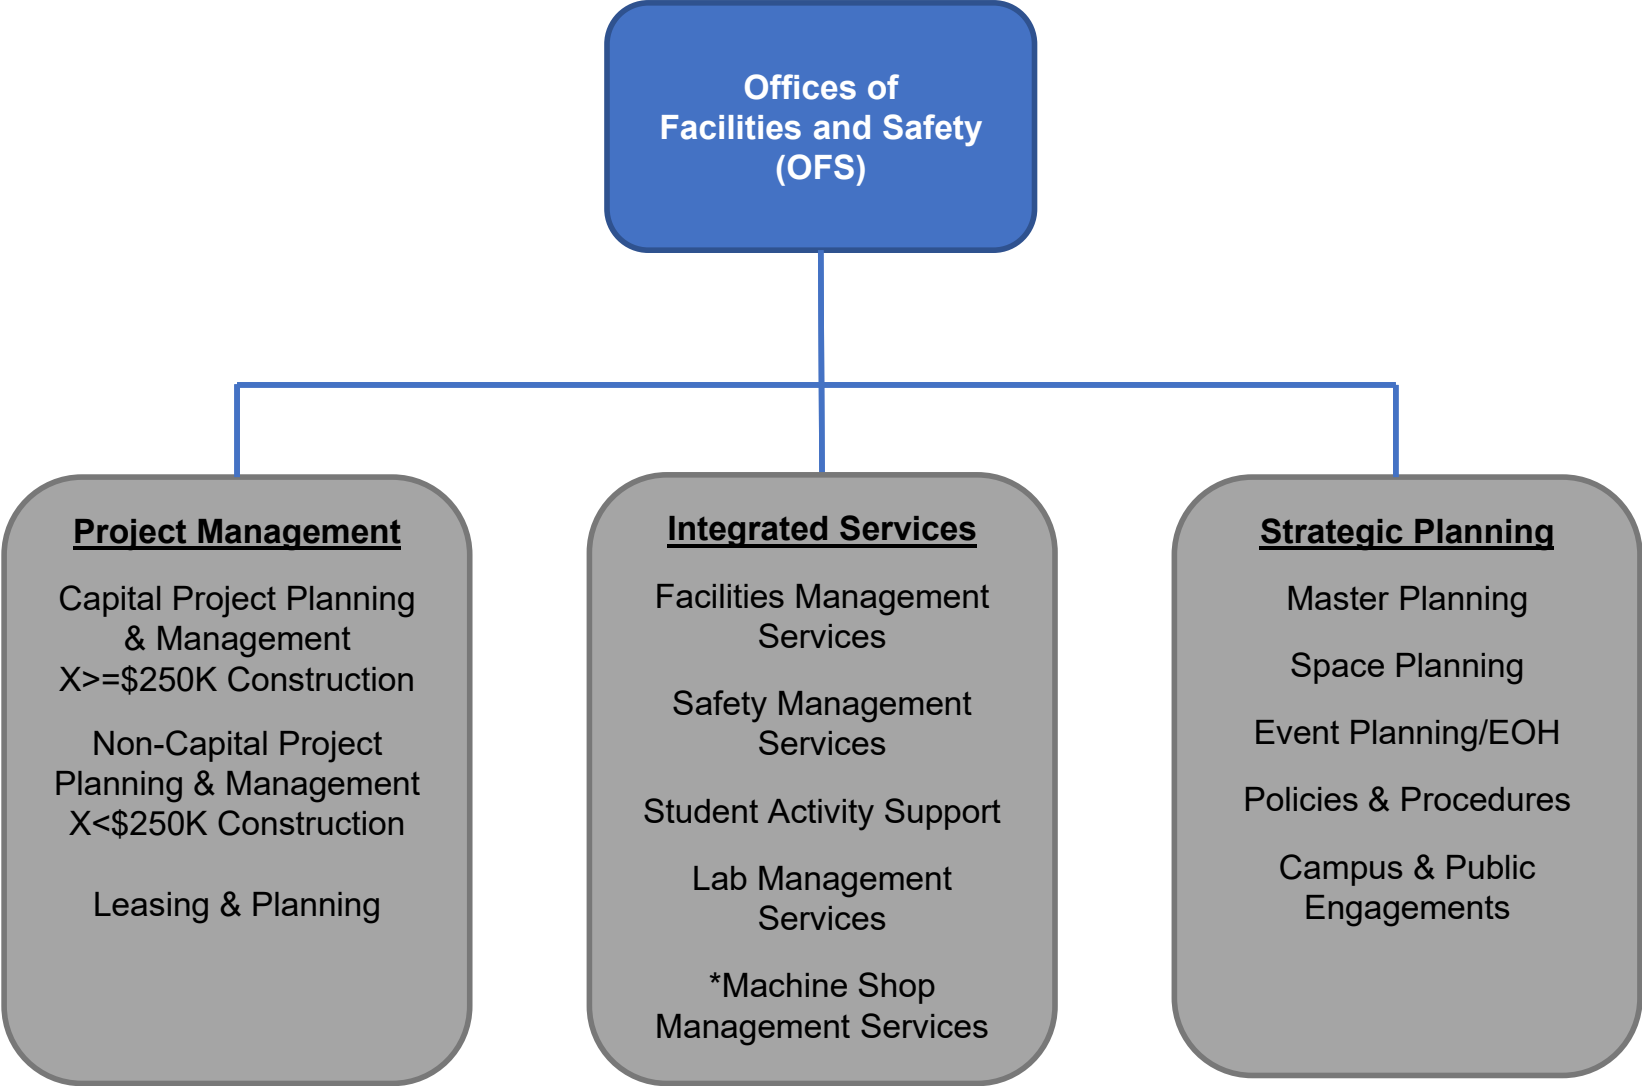 Offices of
Facilities and Safety
(OFS)
Project Management
Capital Project Planning
& Management
X>=$250K Construction
Non-Capital Project
Planning & Management
X<$250K Construction
Leasing & Planning
Integrated Services
Facilities Management
Services
Safety Management
Services
Student Activity Support
Lab Management
Services
*Machine Shop
Management Services
Strategic Planning
Master Planning
Space Planning
Event Planning/EOH
Policies & Procedures
Campus & Public
Engagements